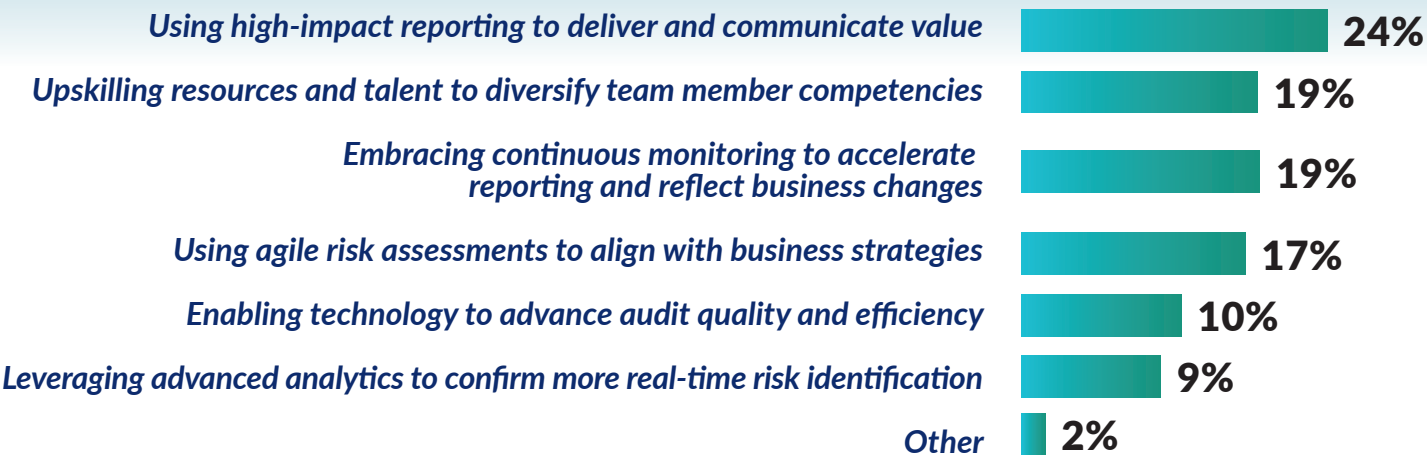 Using high-impact reporting to deliver and communicate value 24%
Upskilling resources and talent to diversify team member competencies 19%
Embracing continuous monitoring to accelerate
reporting and reflect business changes 19%
Using agile risk assessments to align with business strategies 17%
Enabling technology to advance audit quality and efficiency 10%
Leveraging advanced analytics to confirm more real-time risk identification 9%
Other 2%